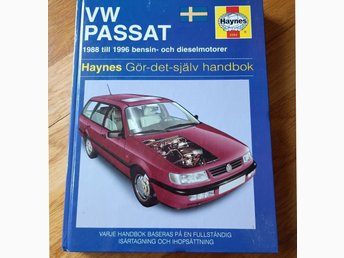 VW
PASSAT
Haynes
1988 till 1996 bensin- och dieselmotorer
Haynes Gör-det-själv handbok
VARJE HANDBOK BASERAS PÅ EN FULLSTÄNDIG
ISÄRTAGNING OCH IHOPSÄTTNING